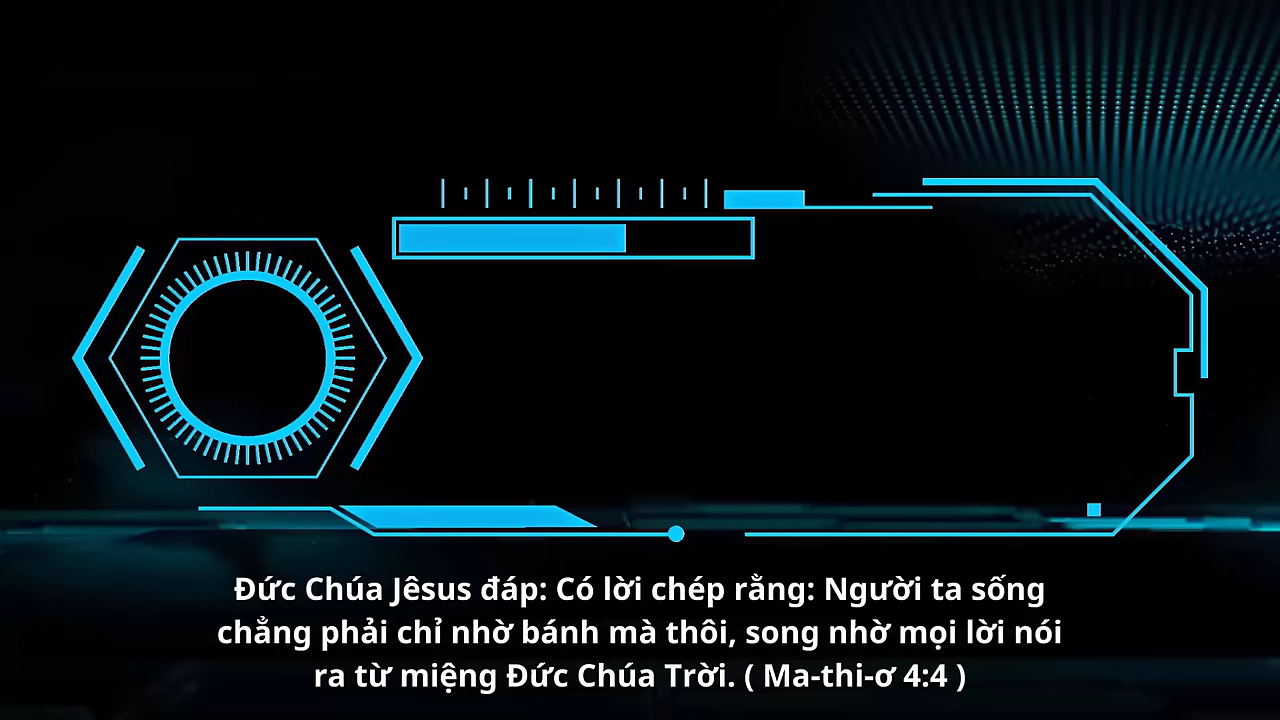 Đức Chúa Jêsus đáp: Có lời chép rằng: Người ta sống
chẳng phải chỉ nhờ bánh mà thôi, song nhờ mọi lời nói
ra từ miệng Đức Chúa Trời. ( Ma-thi-ơ 4:4 )